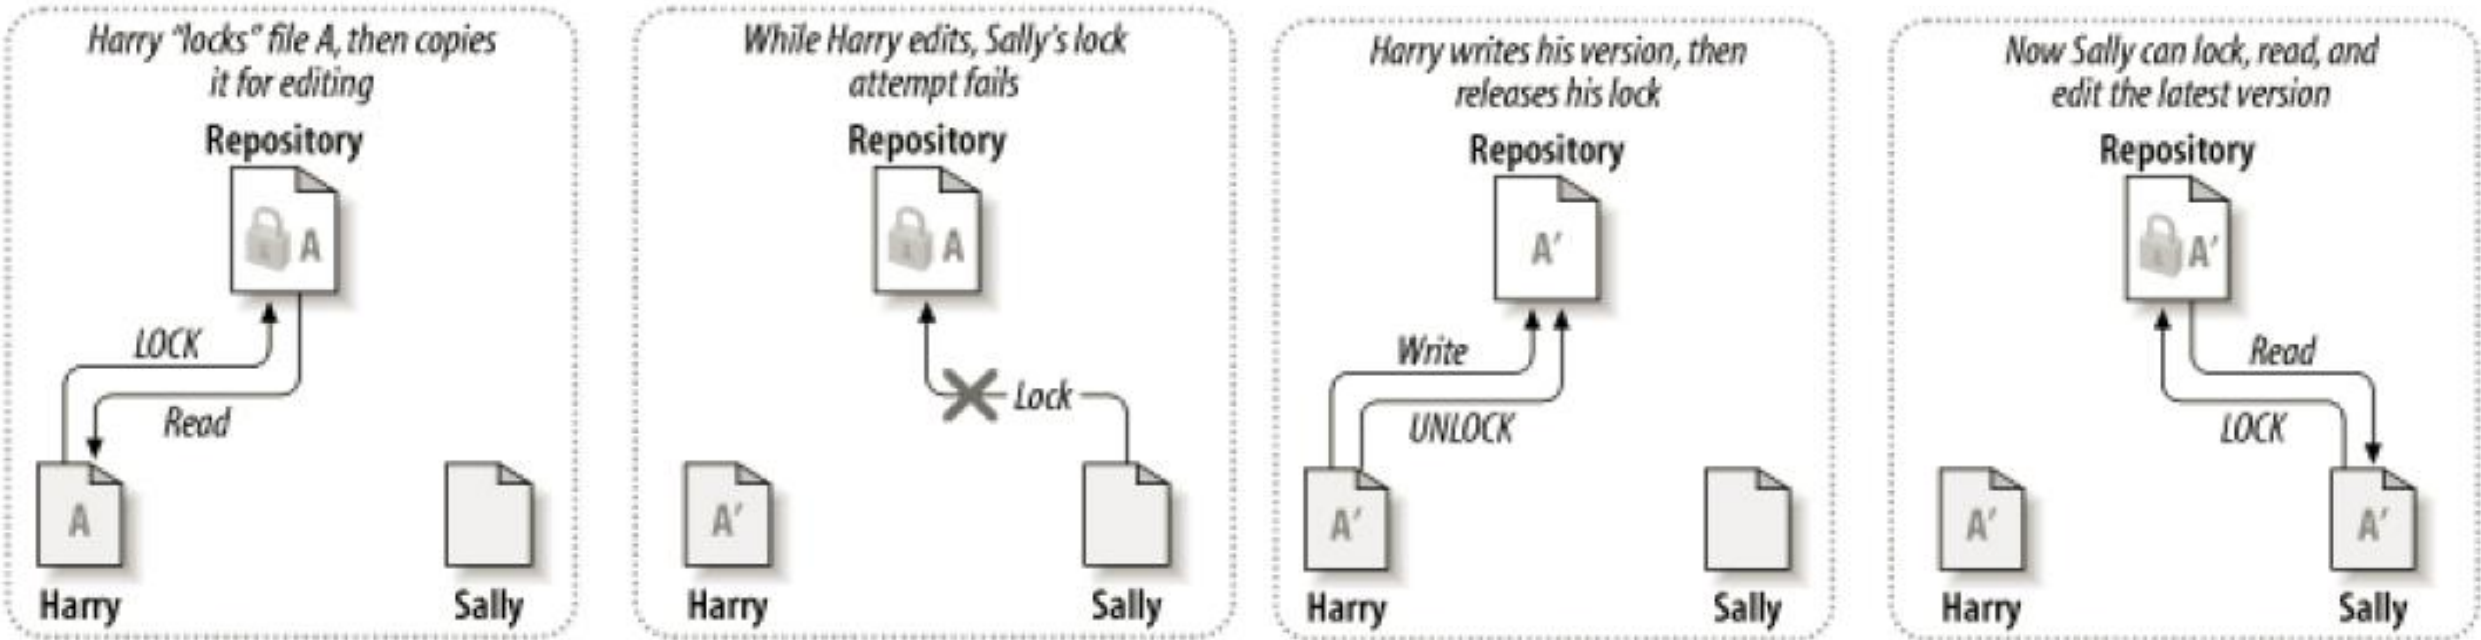 Harry “locks” file A, then copies
it for editing
Repository
A
LOCK
Read
A
Harry
Sally
While Harry edits, Sally’s lock
attempt fails
Repository
A
Lock
A′
Harry
Sally
Harry writes his version, then
releases his lock
Repository
A′
Write
UNLOCK
A′
Harry
Sally
Now Sally can lock, read, and
edit the latest version
Repository
A′
Read
LOCK
A′
A′
Harry
Sally